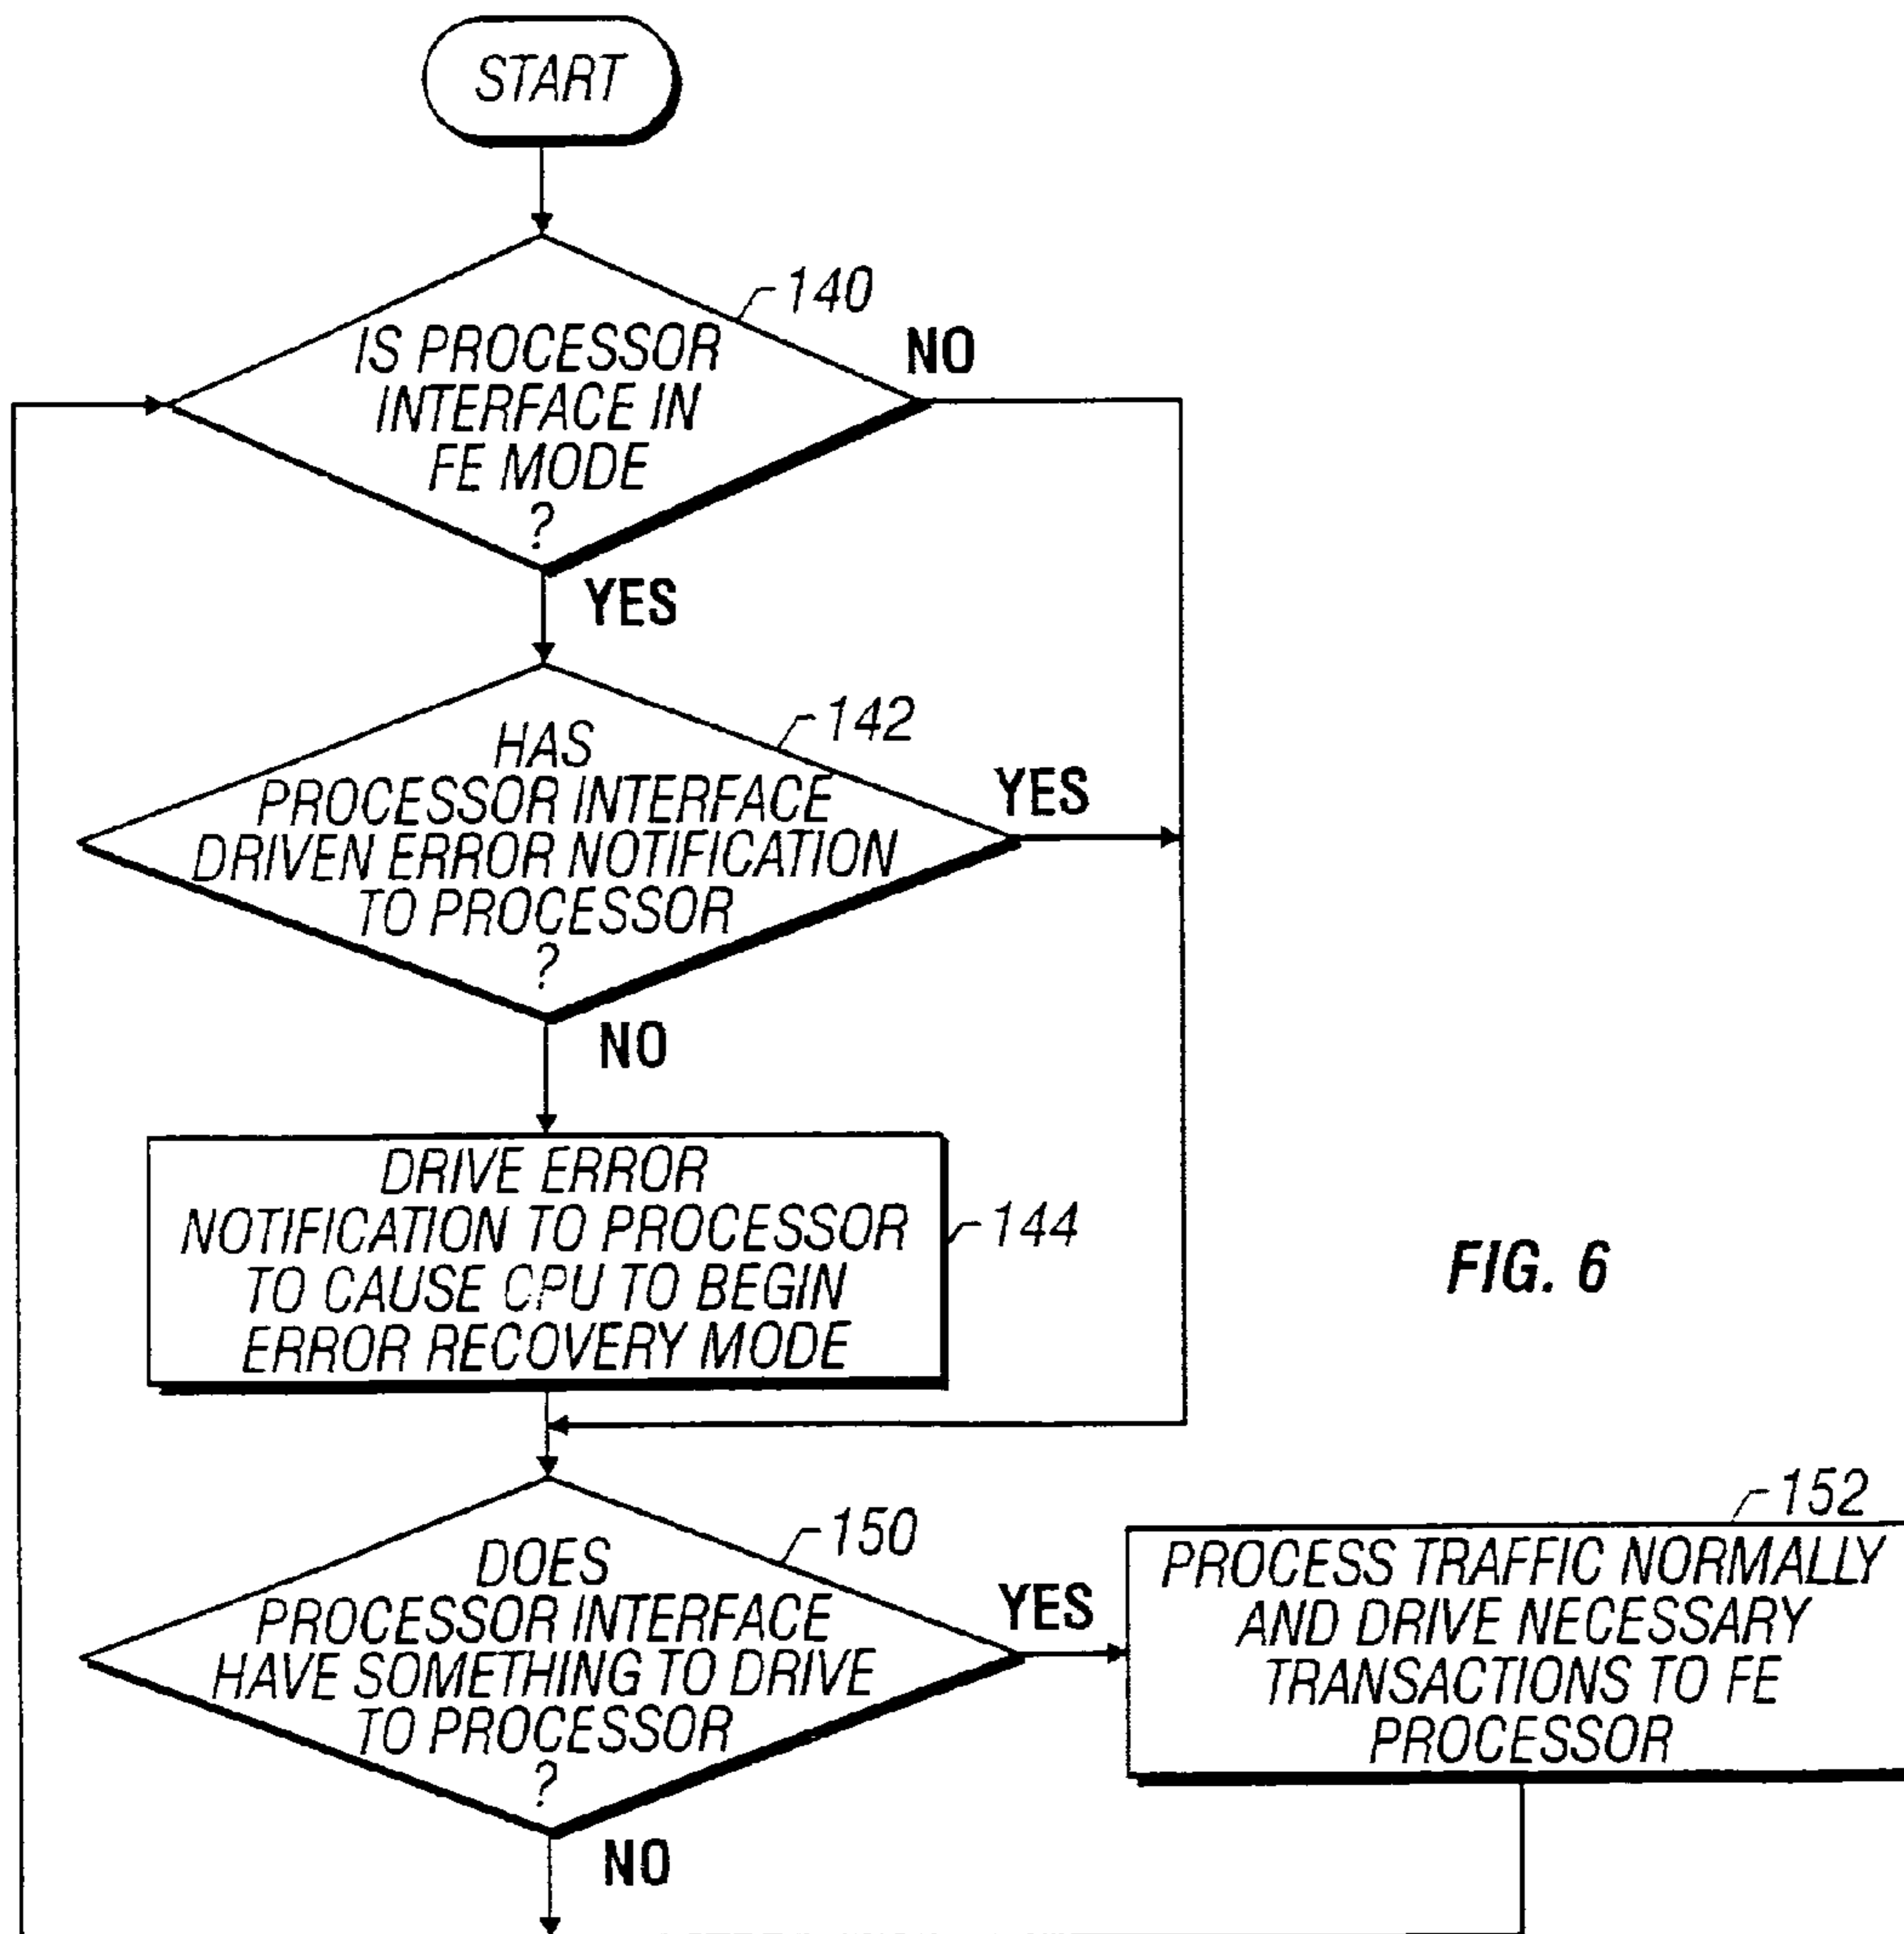 START
140
IS PROCESSOR
INTERFACE IN
FE MODE
?
NO
YES
142
HAS
PROCESSOR INTERFACE
DRIVEN ERROR NOTIFICATION
TO PROCESSOR
?
YES
NO
DRIVE ERROR
NOTIFICATION TO PROCESSOR
TO CAUSE CPU TO BEGIN
ERROR RECOVERY MODE
144
FIG. 6
150
DOES
PROCESSOR INTERFACE
HAVE SOMETHING TO DRIVE
TO PROCESSOR
?
YES
NO
152
PROCESS TRAFFIC NORMALLY
AND DRIVE NECESSARY
TRANSACTIONS TO FE
PROCESSOR